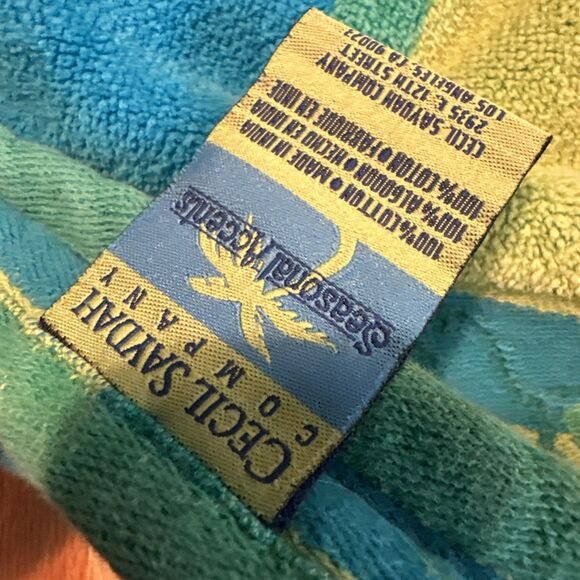 CECIL SAYDAH
COMPANY
Seasonal Accents
100% COTTON ● MADE IN INDIA
100% ALGODON ● HECHO EN INDIA
100% COTON ● FABRIQUE EN INDE
CECIL SAYDAH COMPANY
2935 E. 12TH STREET
LOS ANGELES, CA 90023